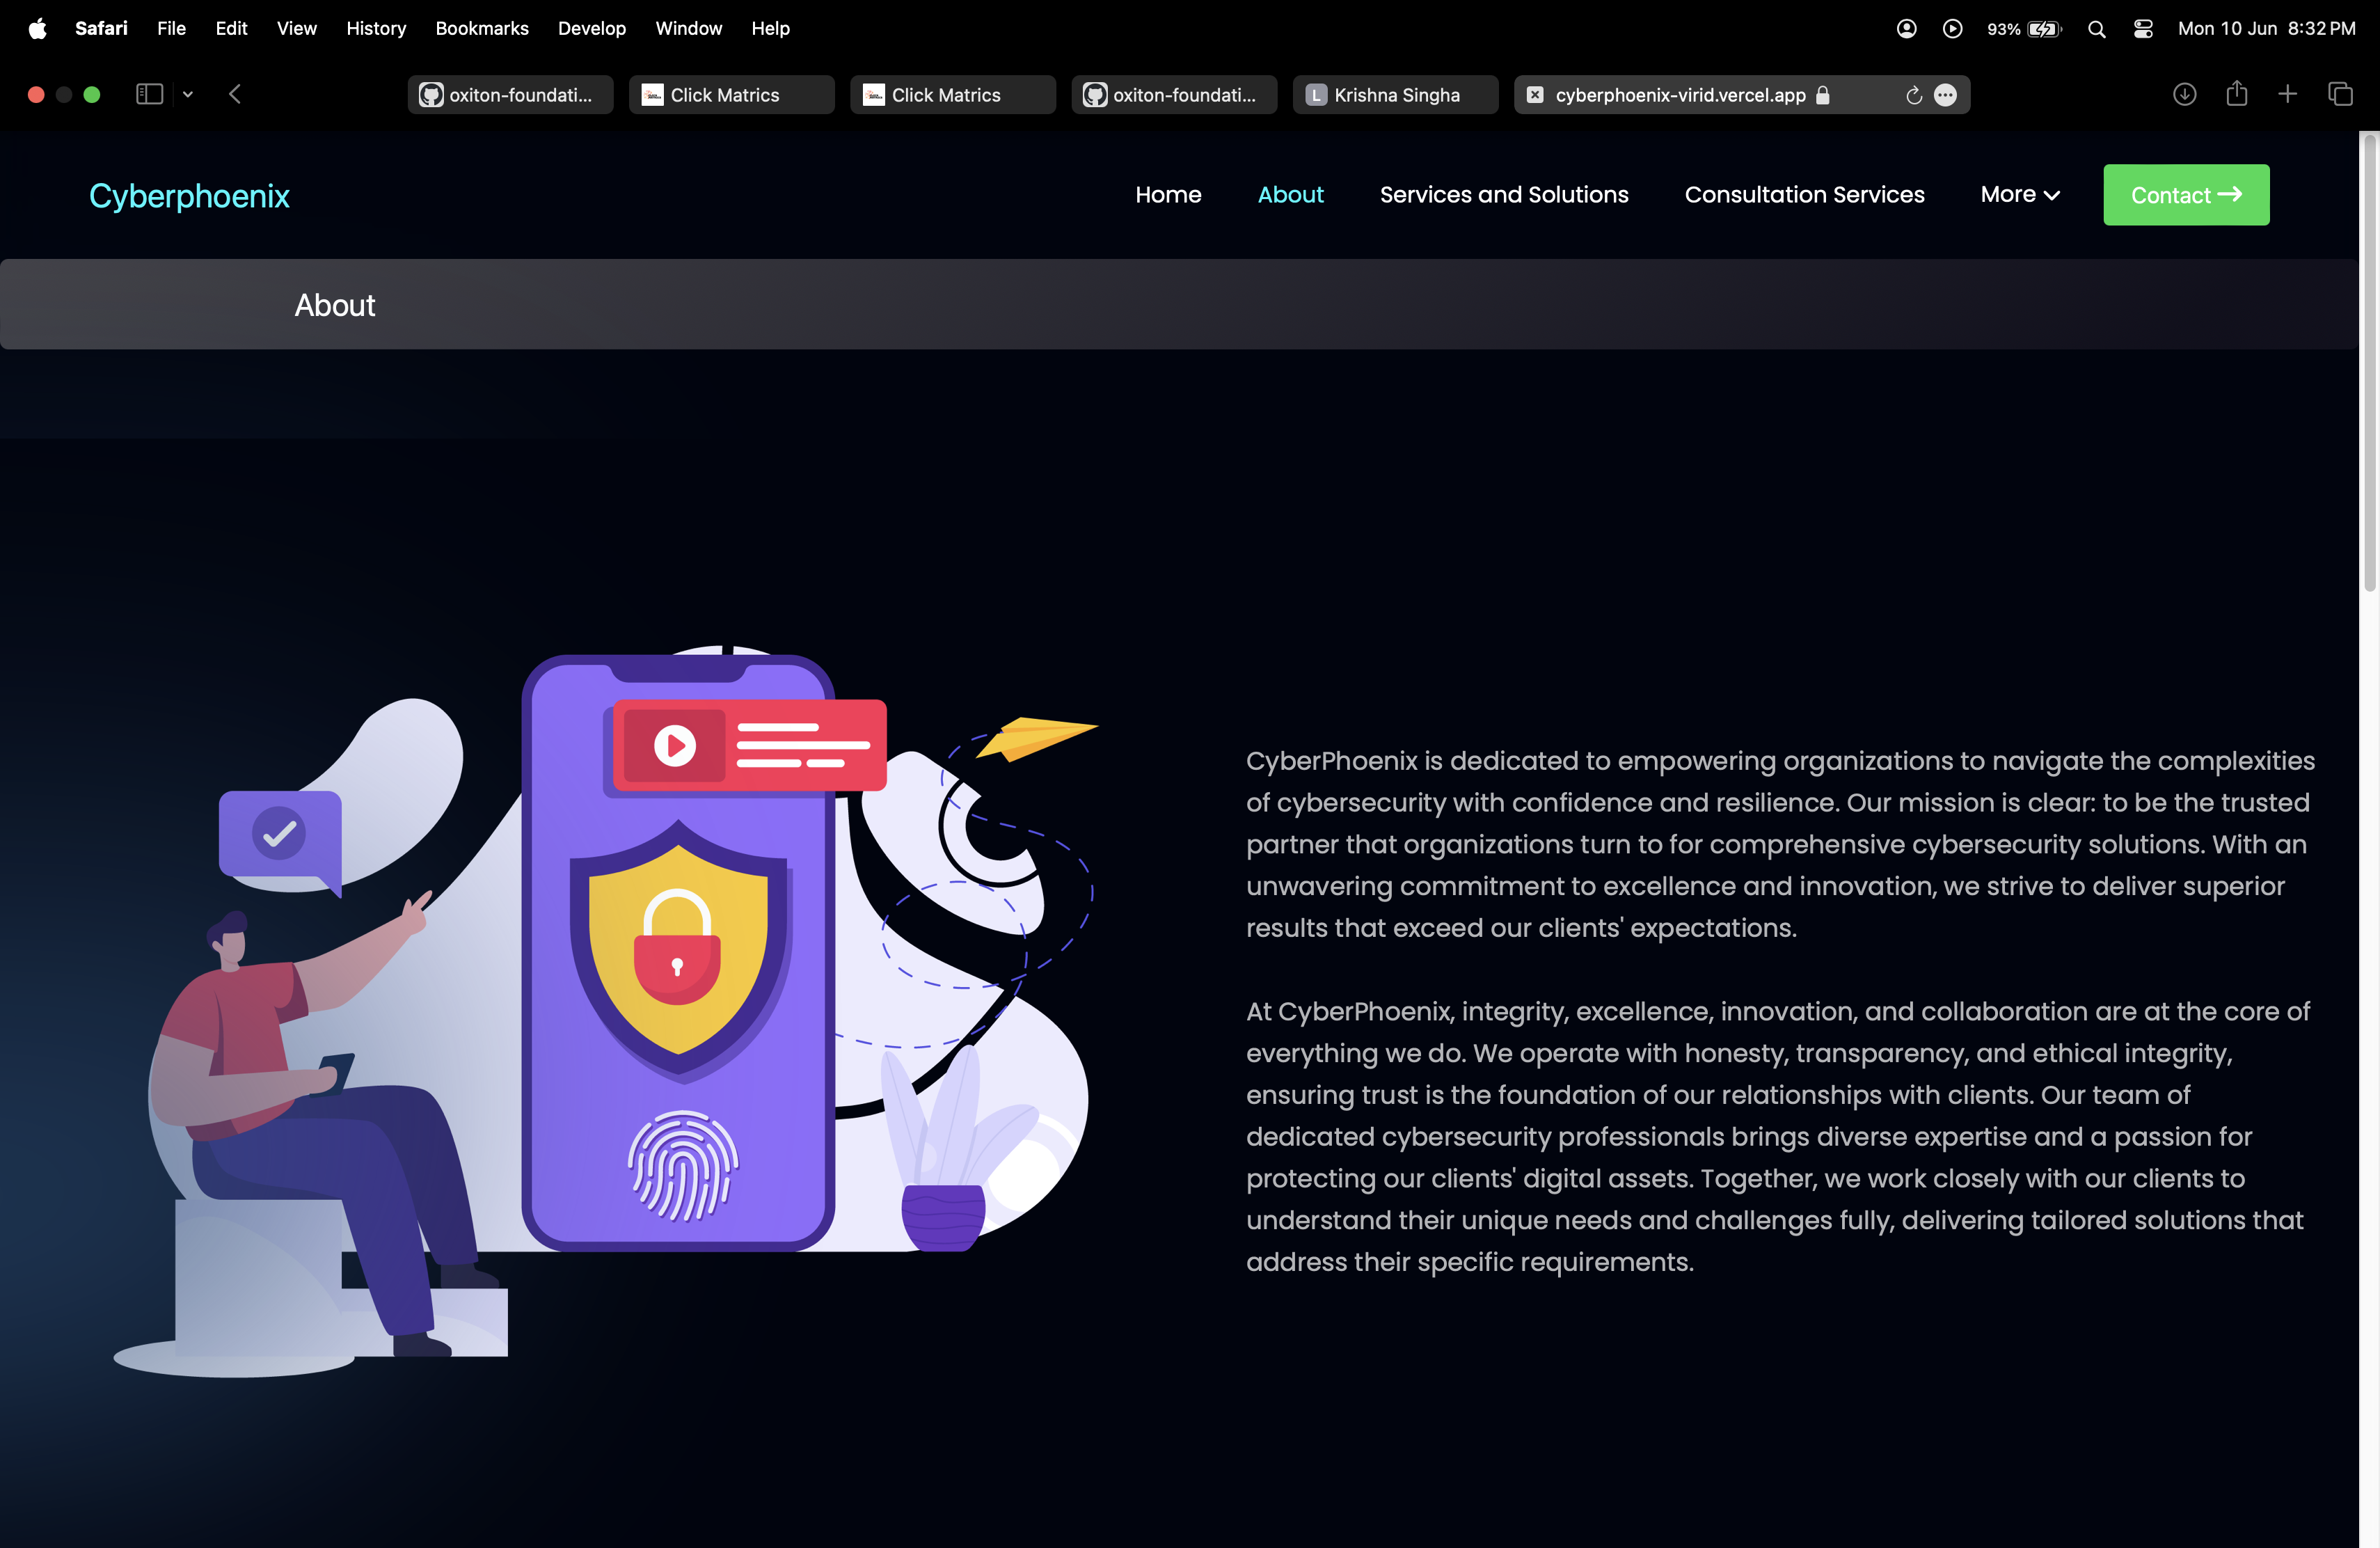 Safari File Edit View History Bookmarks Develop Window Help 93% Mon 10 Jun 8:32 PM
oxiton-foundati... Click Matrics Click Matrics oxiton-foundati... L Krishna Singha cyberphoenix-virid.vercel.app
Cyberphoenix Home About Services and Solutions Consultation Services More Contact
About
CyberPhoenix is dedicated to empowering organizations to navigate the complexities
of cybersecurity with confidence and resilience. Our mission is clear: to be the trusted
partner that organizations turn to for comprehensive cybersecurity solutions. With an
unwavering commitment to excellence and innovation, we strive to deliver superior
results that exceed our clients' expectations.
At CyberPhoenix, integrity, excellence, innovation, and collaboration are at the core of
everything we do. We operate with honesty, transparency, and ethical integrity,
ensuring trust is the foundation of our relationships with clients. Our team of
dedicated cybersecurity professionals brings diverse expertise and a passion for
protecting our clients' digital assets. Together, we work closely with our clients to
understand their unique needs and challenges fully, delivering tailored solutions that
address their specific requirements.